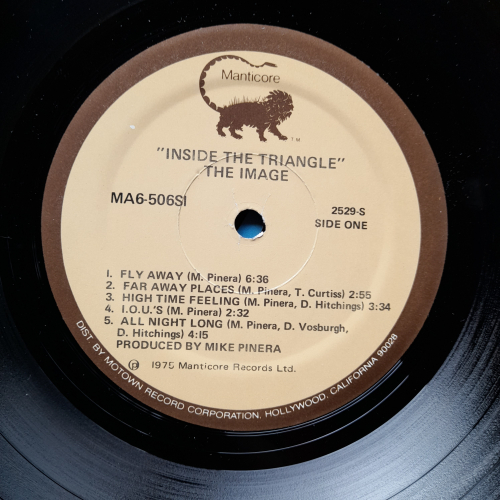 Manticore
TM
"INSIDE THE TRIANGLE"
THE IMAGE
MA6-506SI
2529-S
SIDE ONE
1. FLY AWAY (M. Pinera) 6:36
2. FAR AWAY PLACES (M. Pinera, T. Curtiss) 2:55
3. HIGH TIME FEELING (M. Pinera, D. Hitchings) 3:34
4. I.O.U.'S (M. Pinera) 2:32
5. ALL NIGHT LONG (M. Pinera, D. Vosburgh,
D. Hitchings) 4:15
PRODUCED BY MIKE PINERA
℗ 1975 Manticore Records Ltd.
DIST. BY MOTOWN RECORD CORPORATION, HOLLYWOOD, CALIFORNIA 90028